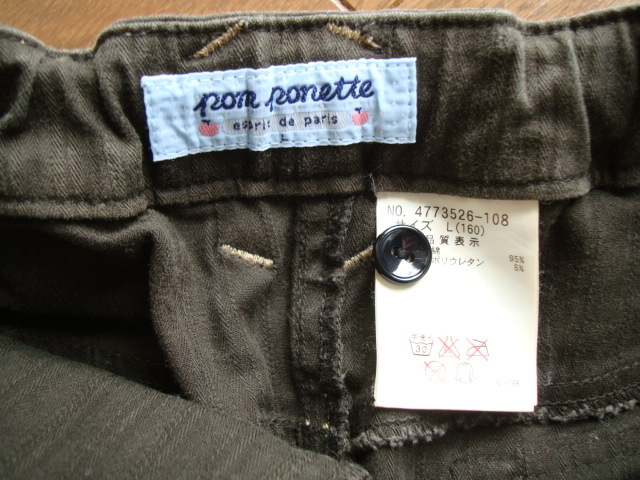 pom ponette
esprit de paris
L
NO. 4773526-108
サイズ L(160)
品質表示
綿 95%
ポリウレタン 5%
30